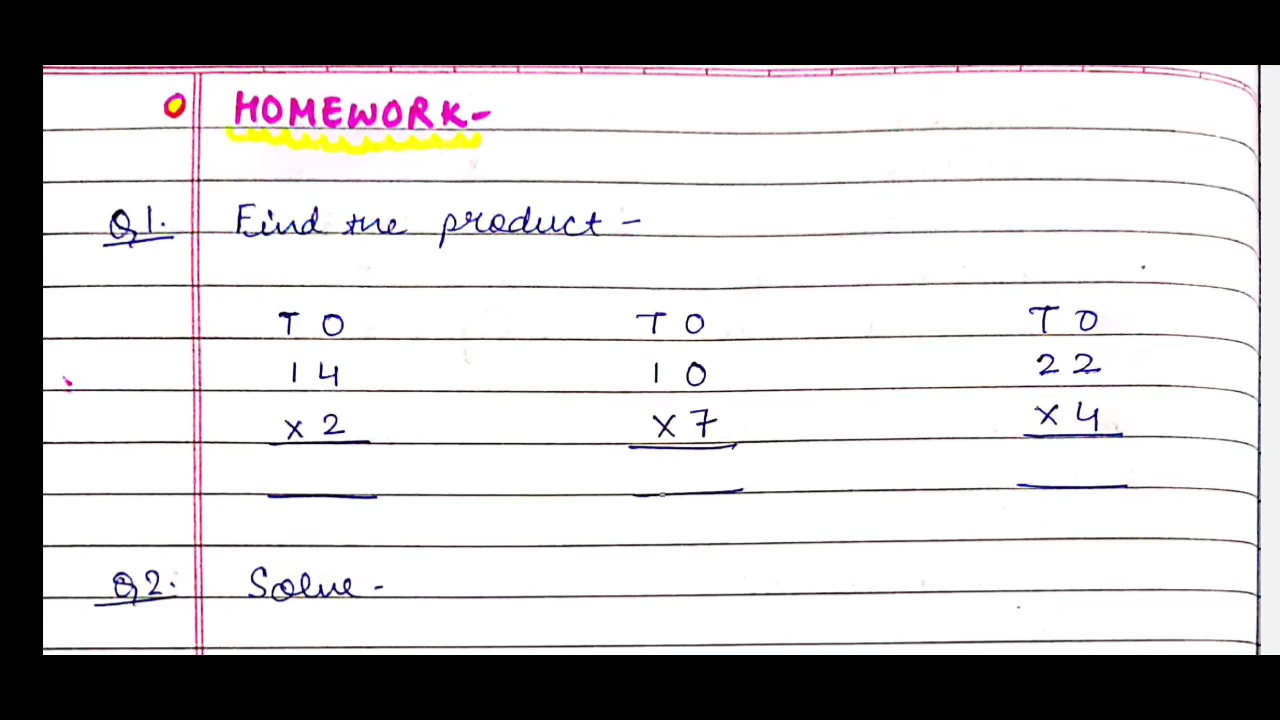 HOMEWORK-
Q1. Find the product -
T O T O T O
1 4 1 0 2 2
x 2 x 7 x 4
Q2. Solve -